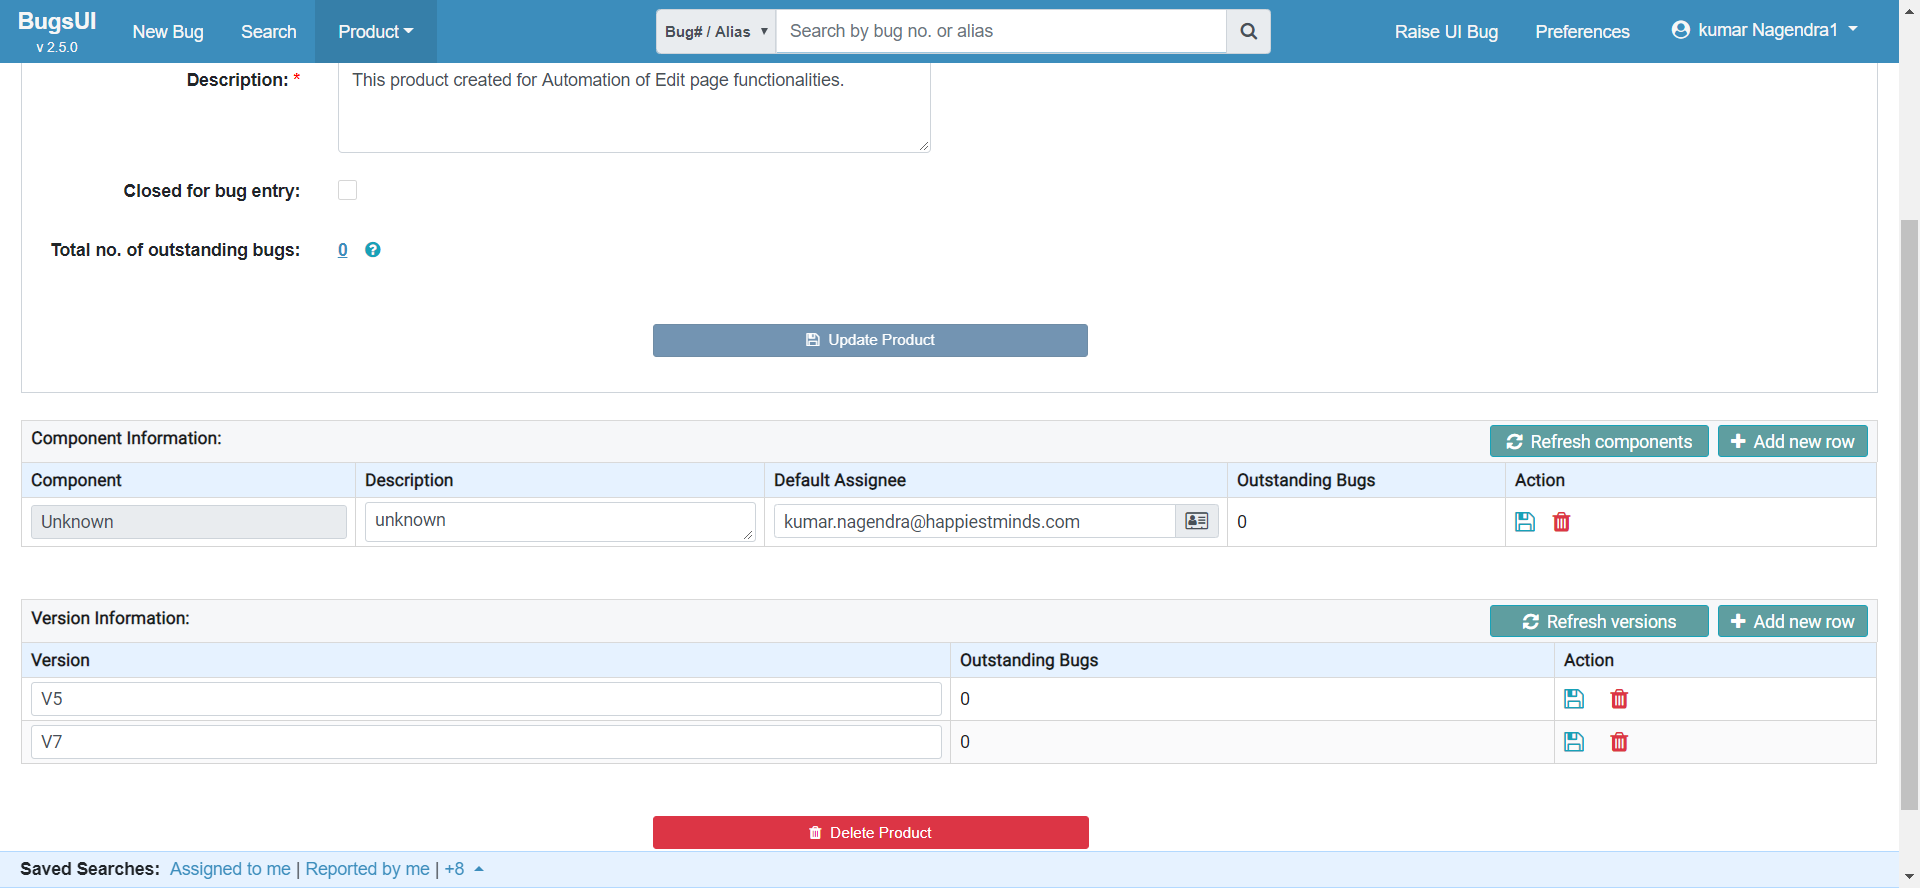 BugsUI
v 2.5.0
New Bug Search Product Bug# / Alias Search by bug no. or alias Raise UI Bug Preferences kumar Nagendra1
Description: * This product created for Automation of Edit page functionalities.
Closed for bug entry:
Total no. of outstanding bugs: 0 ?
Update Product
Component Information: Refresh components Add new row
Component Description Default Assignee Outstanding Bugs Action
Unknown unknown kumar.nagendra@happiestminds.com 0
Version Information: Refresh versions Add new row
Version Outstanding Bugs Action
V5 0
V7 0
Delete Product
Saved Searches: Assigned to me | Reported by me | +8